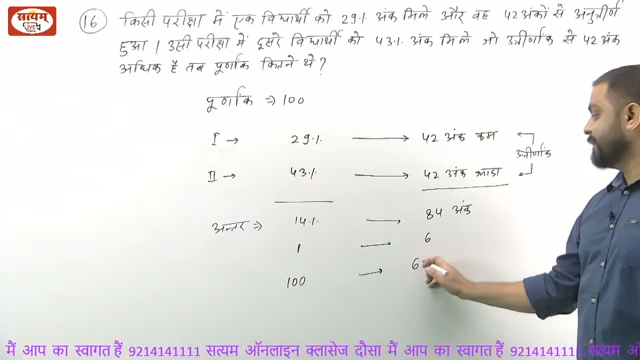 सत्यम्
16 किसी परीक्षा में एक विद्यार्थी को 29% अंक मिले और वह 42 अंकों से अनुत्तीर्ण
हुआ। उसी परीक्षा में दूसरे विद्यार्थी को 43% अंक मिले जो उत्तीर्णांक से 42 अंक
अधिक है तब पूर्णांक कितने थे?
पूर्णांक ⇒ 100
I → 29% → 42 अंक कम
उत्तीर्णांक
II → 43% → 42 अंक ज्यादा
अन्तर ⇒ 14% → 84 अंक
1 → 6
100 → 6
में आप का स्वागत हैं 9214141111 सत्यम ऑनलाइन क्लासेज दौसा में आप का स्वागत हैं 9214141111 सत्यम ऑ